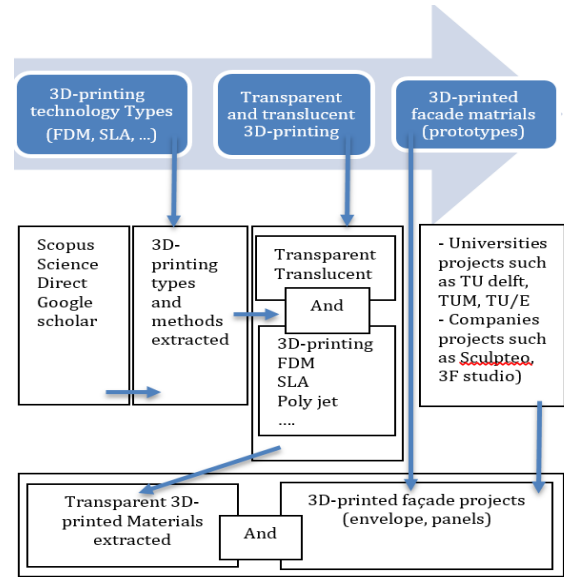 3D-printing
technology Types
(FDM, SLA, ...)
Transparent
and translucent
3D-printing
3D-printed
facade matrials
(prototypes)
Scopus
Science
Direct
Google
scholar
3D-
printing
types
and
methods
extracted
Transparent
Translucent
And
3D-printing
FDM
SLA
Poly jet
....
- Universities
projects such
as TU delft,
TUM, TU/E
- Companies
projects such
as Sculpteo,
3F studio)
Transparent 3D-
printed Materials
extracted
And
3D-printed façade projects
(envelope, panels)